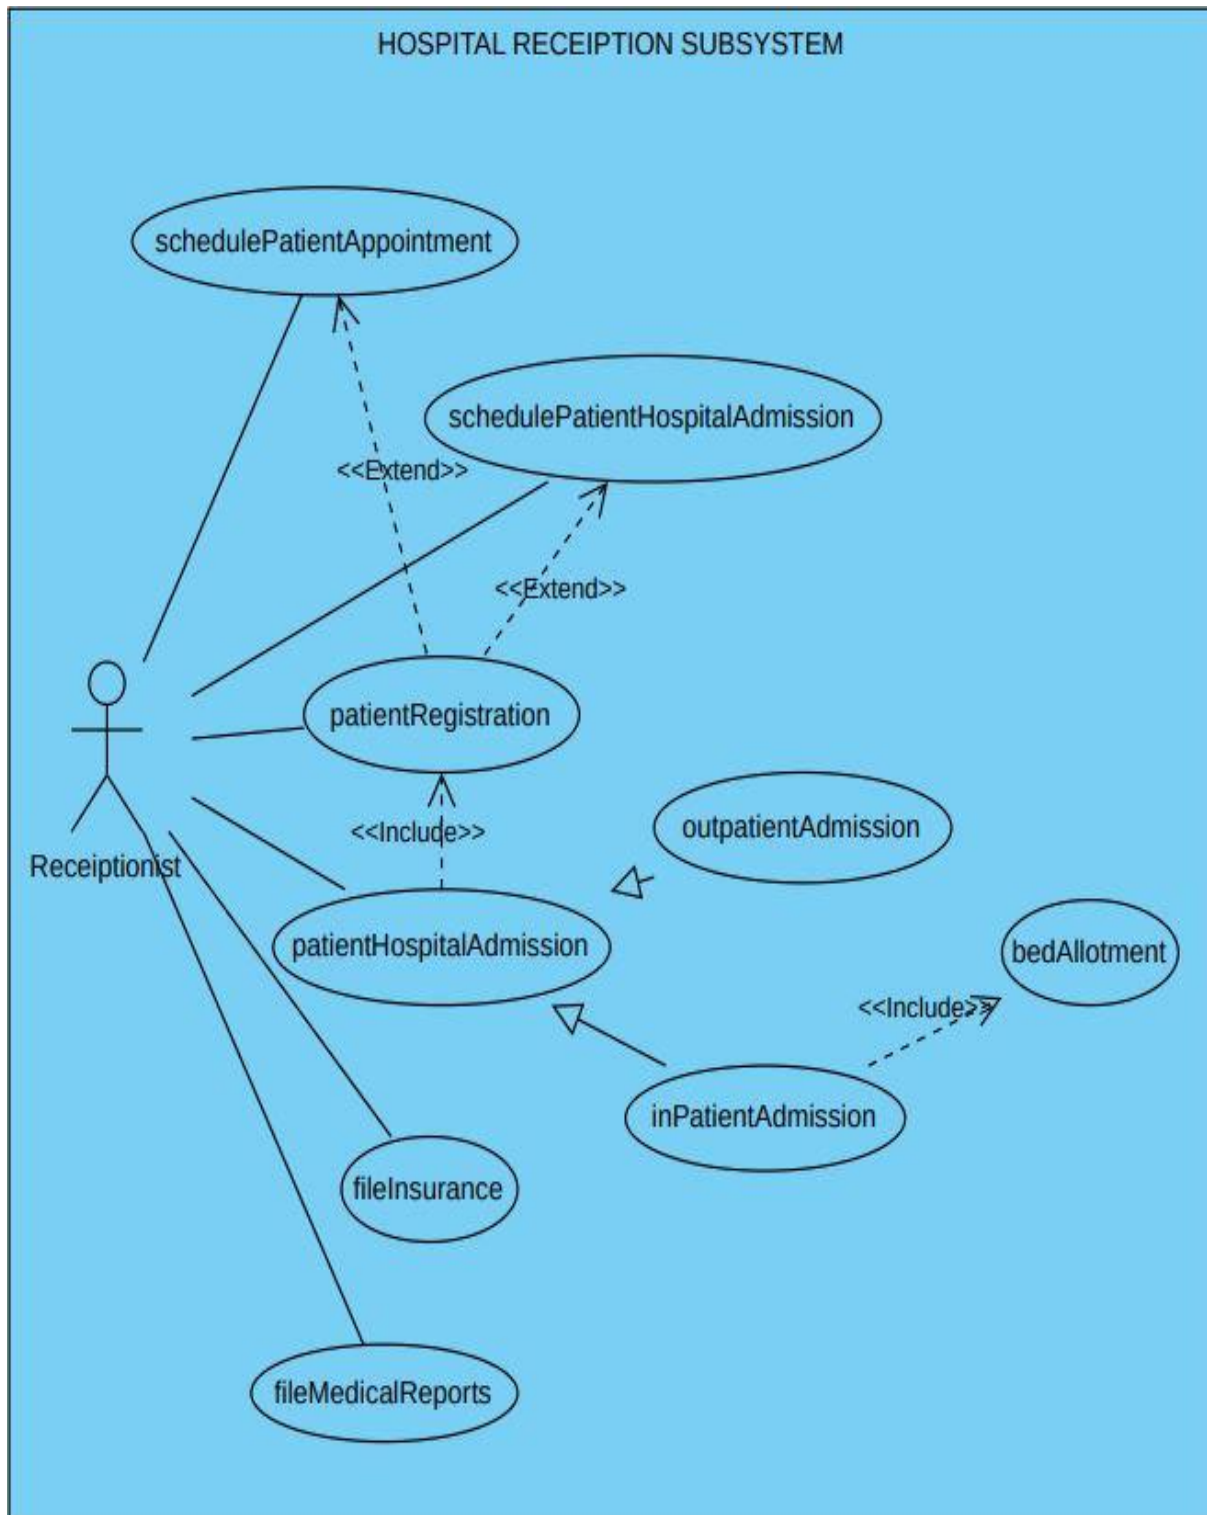 HOSPITAL RECEIPTION SUBSYSTEM
schedulePatientAppointment
schedulePatientHospitalAdmission
<<Extend>>
<<Extend>>
patientRegistration
<<Include>>
outpatientAdmission
Receiptionist
patientHospitalAdmission
bedAllotment
<<Include>>
inPatientAdmission
fileInsurance
fileMedicalReports